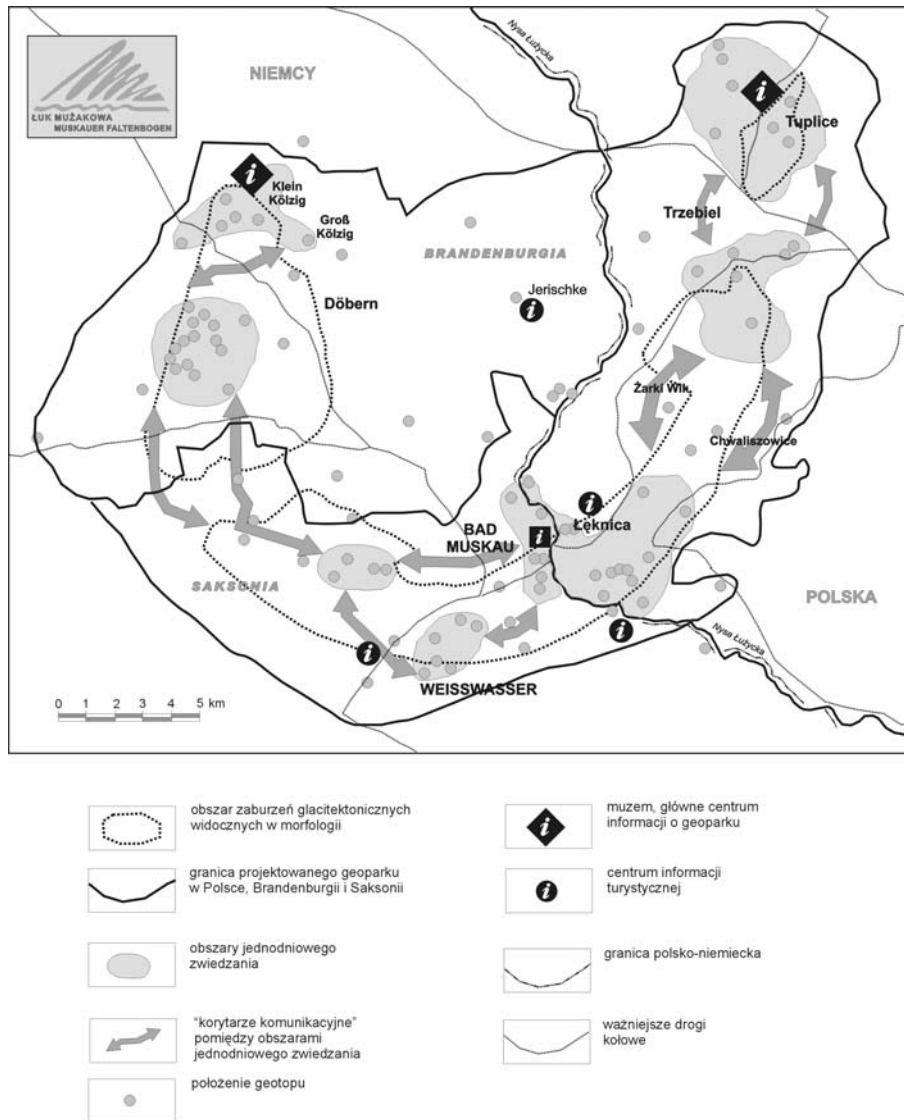 ŁUK MUŻAKOWA
MUSKAUER FALTENBOGEN
NIEMCY
Nysa Łużycka
Tuplice
Klein
Kölzig
Groß
Kölzig
Trzebiel
BRANDENBURGIA
Jerischke
Döbern
Żarki Wlk.
Chwaliszowice
BAD
MUSKAU
Łęknica
SAKSONIA
POLSKA
Nysa Łużycka
WEISSWASSER
0 1 2 3 4 5 km
obszar zaburzeń glacitektonicznych
widocznych w morfologii
granica projektowanego geoparku
w Polsce, Brandenburgii i Saksonii
obszary jednodniowego
zwiedzania
"korytarze komunikacyjne"
pomiędzy obszarami
jednodniowego zwiedzania
położenie geotopu
muzem, główne centrum
informacji o geoparku
centrum informacji
turystycznej
granica polsko-niemiecka
ważniejsze drogi
kołowe